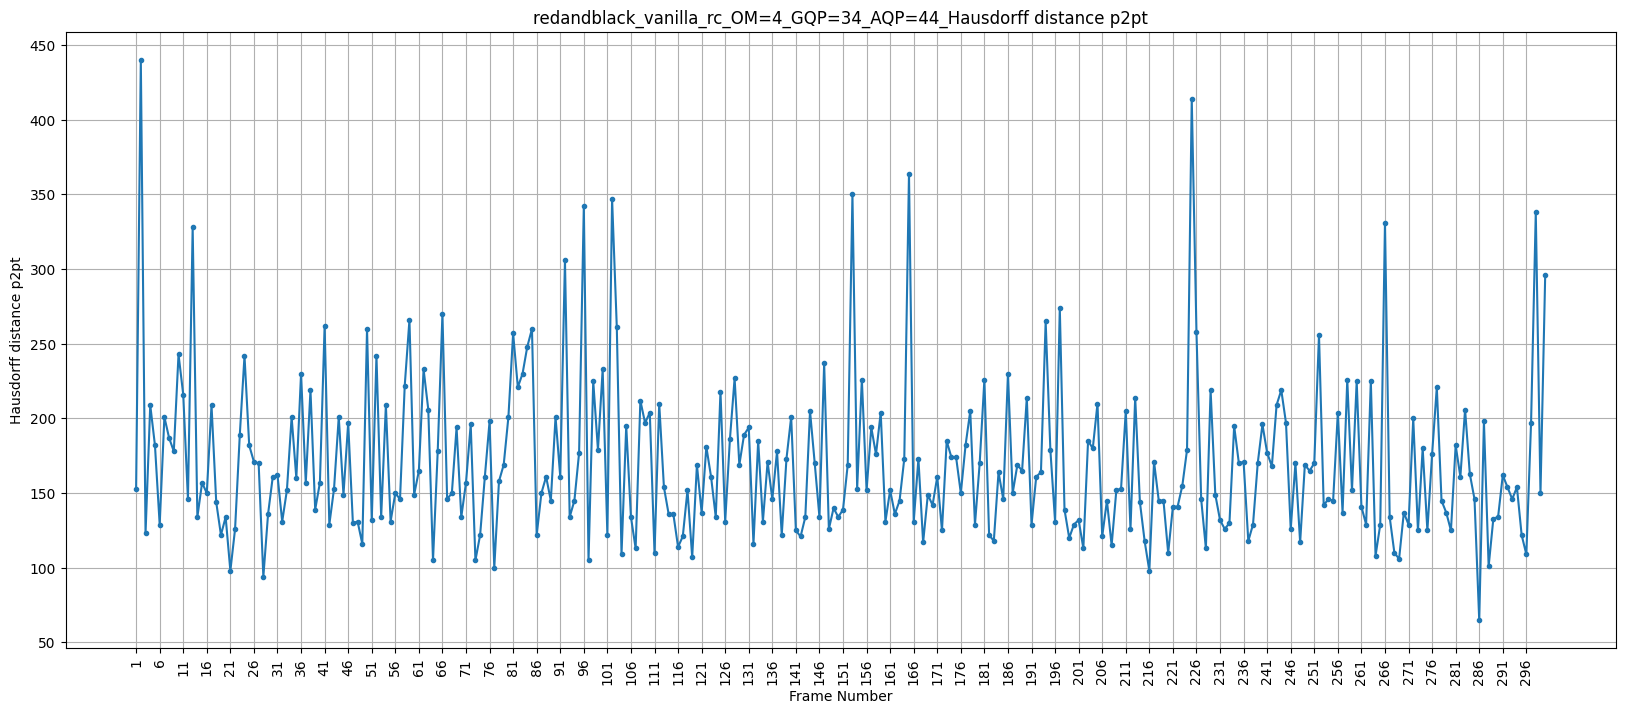 redandblack_vanilla_rc_OM=4_GQP=34_AQP=44_Hausdorff distance p2pt
Hausdorff distance p2pt
450
400
350
300
250
200
150
100
50
1 6 11 16 21 26 31 36 41 46 51 56 61 66 71 76 81 86 91 96 101 106 111 116 121 126 131 136 141 146 151 156 161 166 171 176 181 186 191 196 201 206 211 216 221 226 231 236 241 246 251 256 261 266 271 276 281 286 291 296
Frame Number